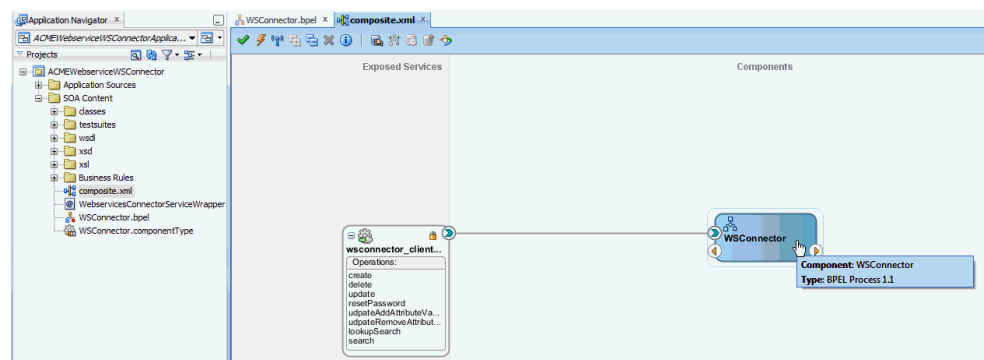 Application Navigator
WSConnector.bpel
composite.xml
ACMEWebserviceWSConnectorApplica...
Projects
ACMEWebserviceWSConnector
Application Sources
SOA Content
classes
testsuites
wsdl
xsd
xsl
Business Rules
composite.xml
WebservicesConnectorServiceWrapper
WSConnector.bpel
WSConnector.componentType
Exposed Services
Components
wsconnector_client...
Operations:
create
delete
update
resetPassword
udpateAddAttributeVa...
udpateRemoveAttribut...
lookupSearch
search
WSConnector
Component: WSConnector
Type: BPEL Process 1.1